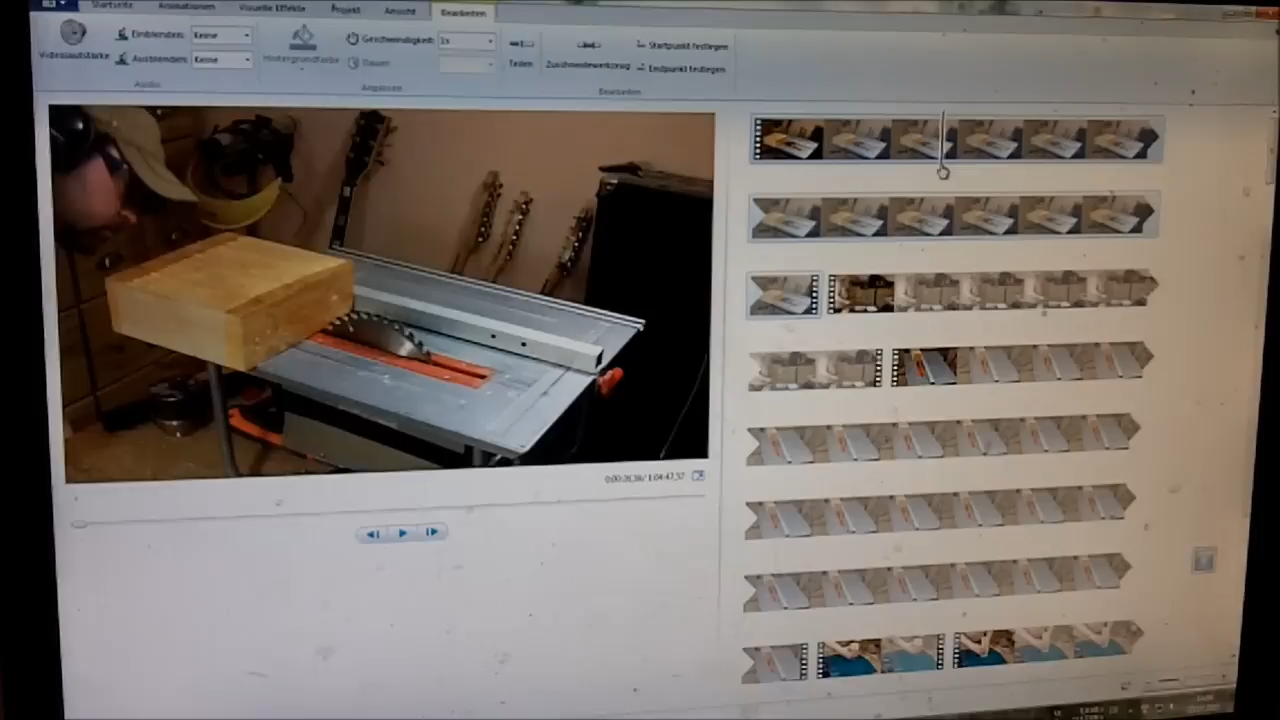 Startseite Animationen Visuelle Effekte Projekt Ansicht Bearbeiten
Videolautstärke
Einblenden: Keine
Ausblenden: Keine
Audio
Hintergrundfarbe
Geschwindigkeit: 1x
Dauer:
Anpassen
Teilen
Zuschneidewerkzeug
Startpunkt festlegen
Endpunkt festlegen
Bearbeiten